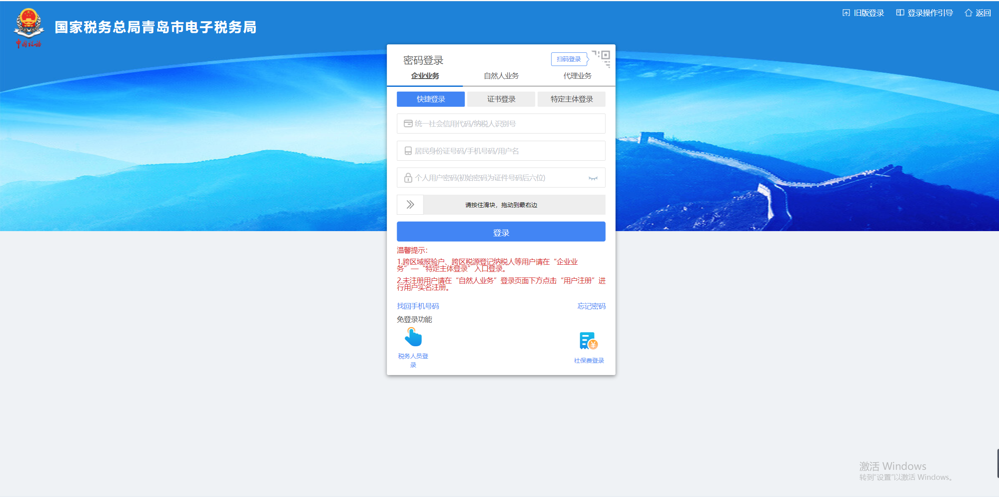 旧版登录 登录操作引导 返回
国家税务总局青岛市电子税务局
中国税务
密码登录
扫码登录
企业业务 自然人业务 代理业务
快捷登录 证书登录 特定主体登录
统一社会信用代码/纳税人识别号
居民身份证号码/手机号码/用户名
个人用户密码(初始密码为证件号码后六位)
请按住滑块，拖动到最右边
登录
温馨提示：
1.跨区域报验户、跨区税源登记纳税人等用户请在“企业业
务”—“特定主体登录”入口登录。
2.未注册用户请在“自然人业务”登录页面下方点击“用户注册”进
行用户实名注册。
找回手机号码 忘记密码
免登录功能
税务人员登
录
社保费登录
激活 Windows
转到“设置”以激活 Windows。